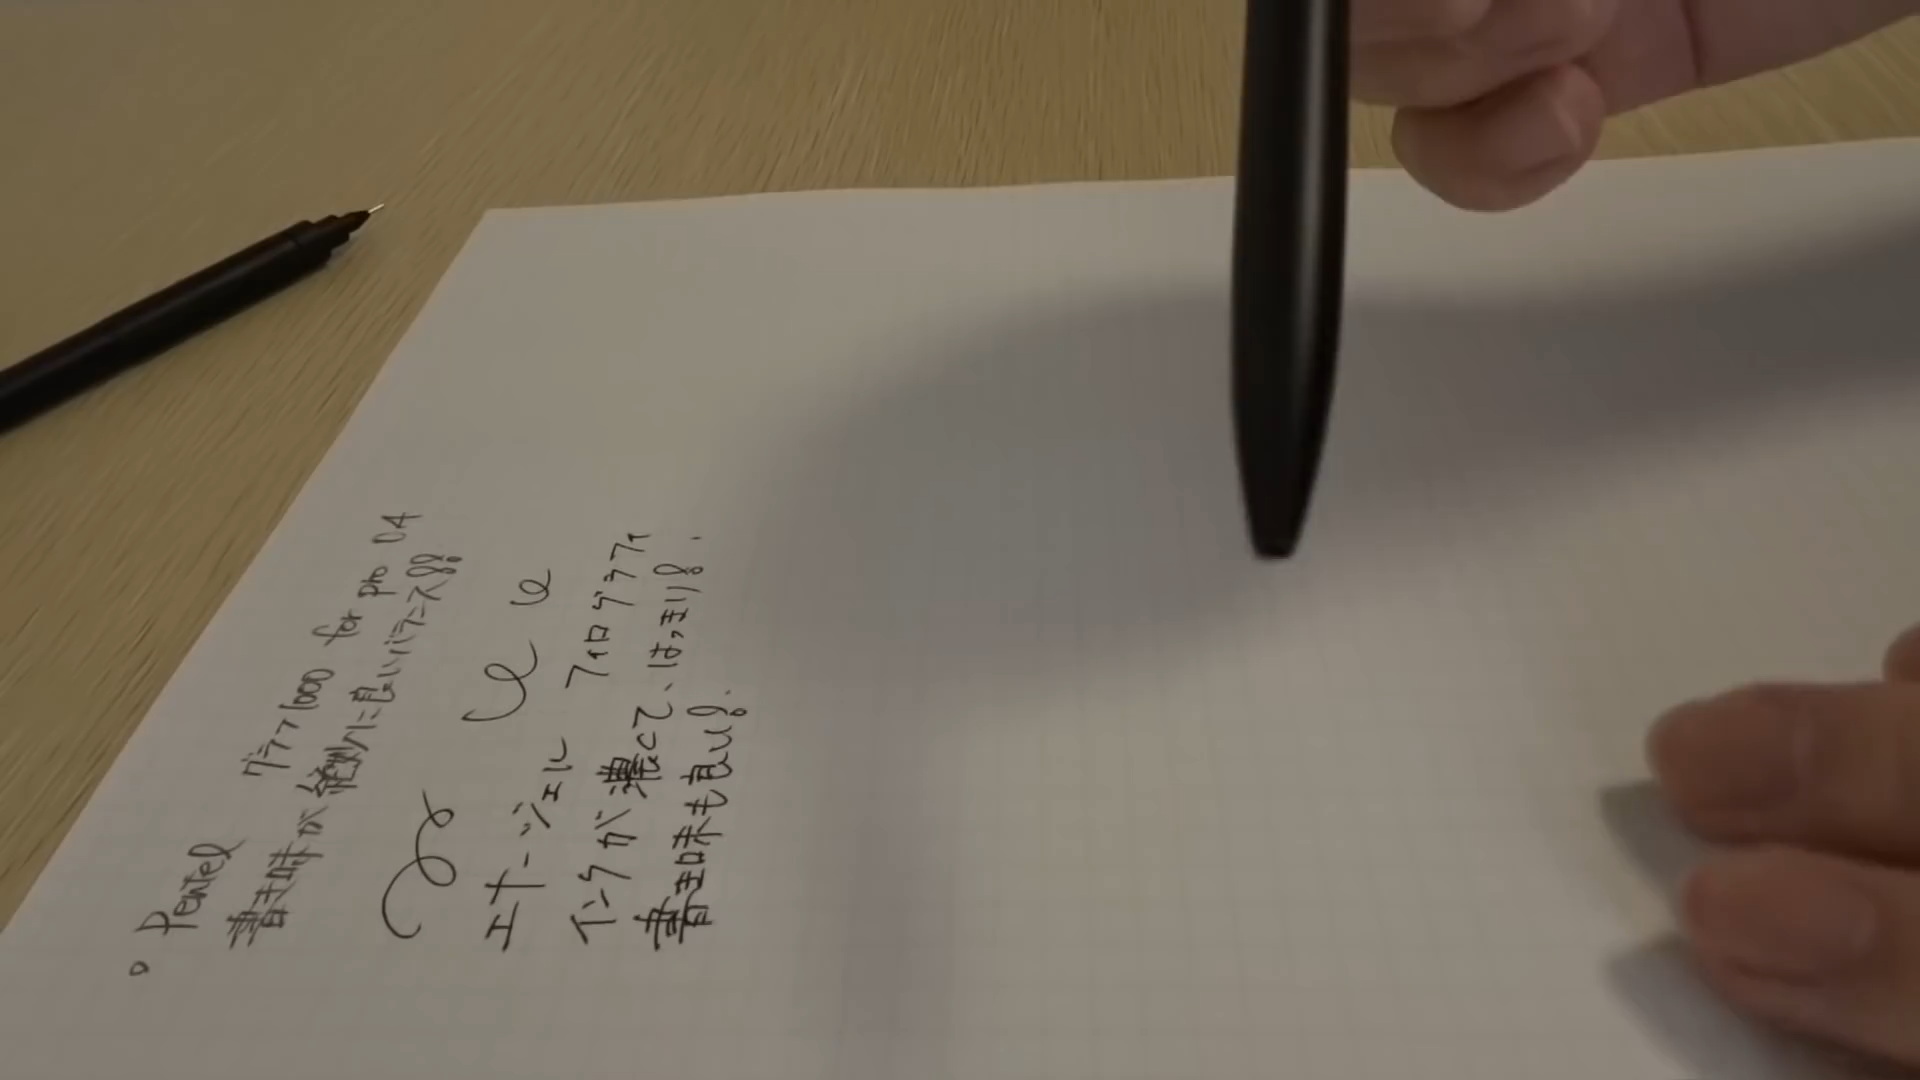 。Pentel グラフ1000 for pro 04
書き味が絶妙に良いバランス!!
エナージェル フィログラフィ
インクが濃くて、はっきり!
書き味も良い!